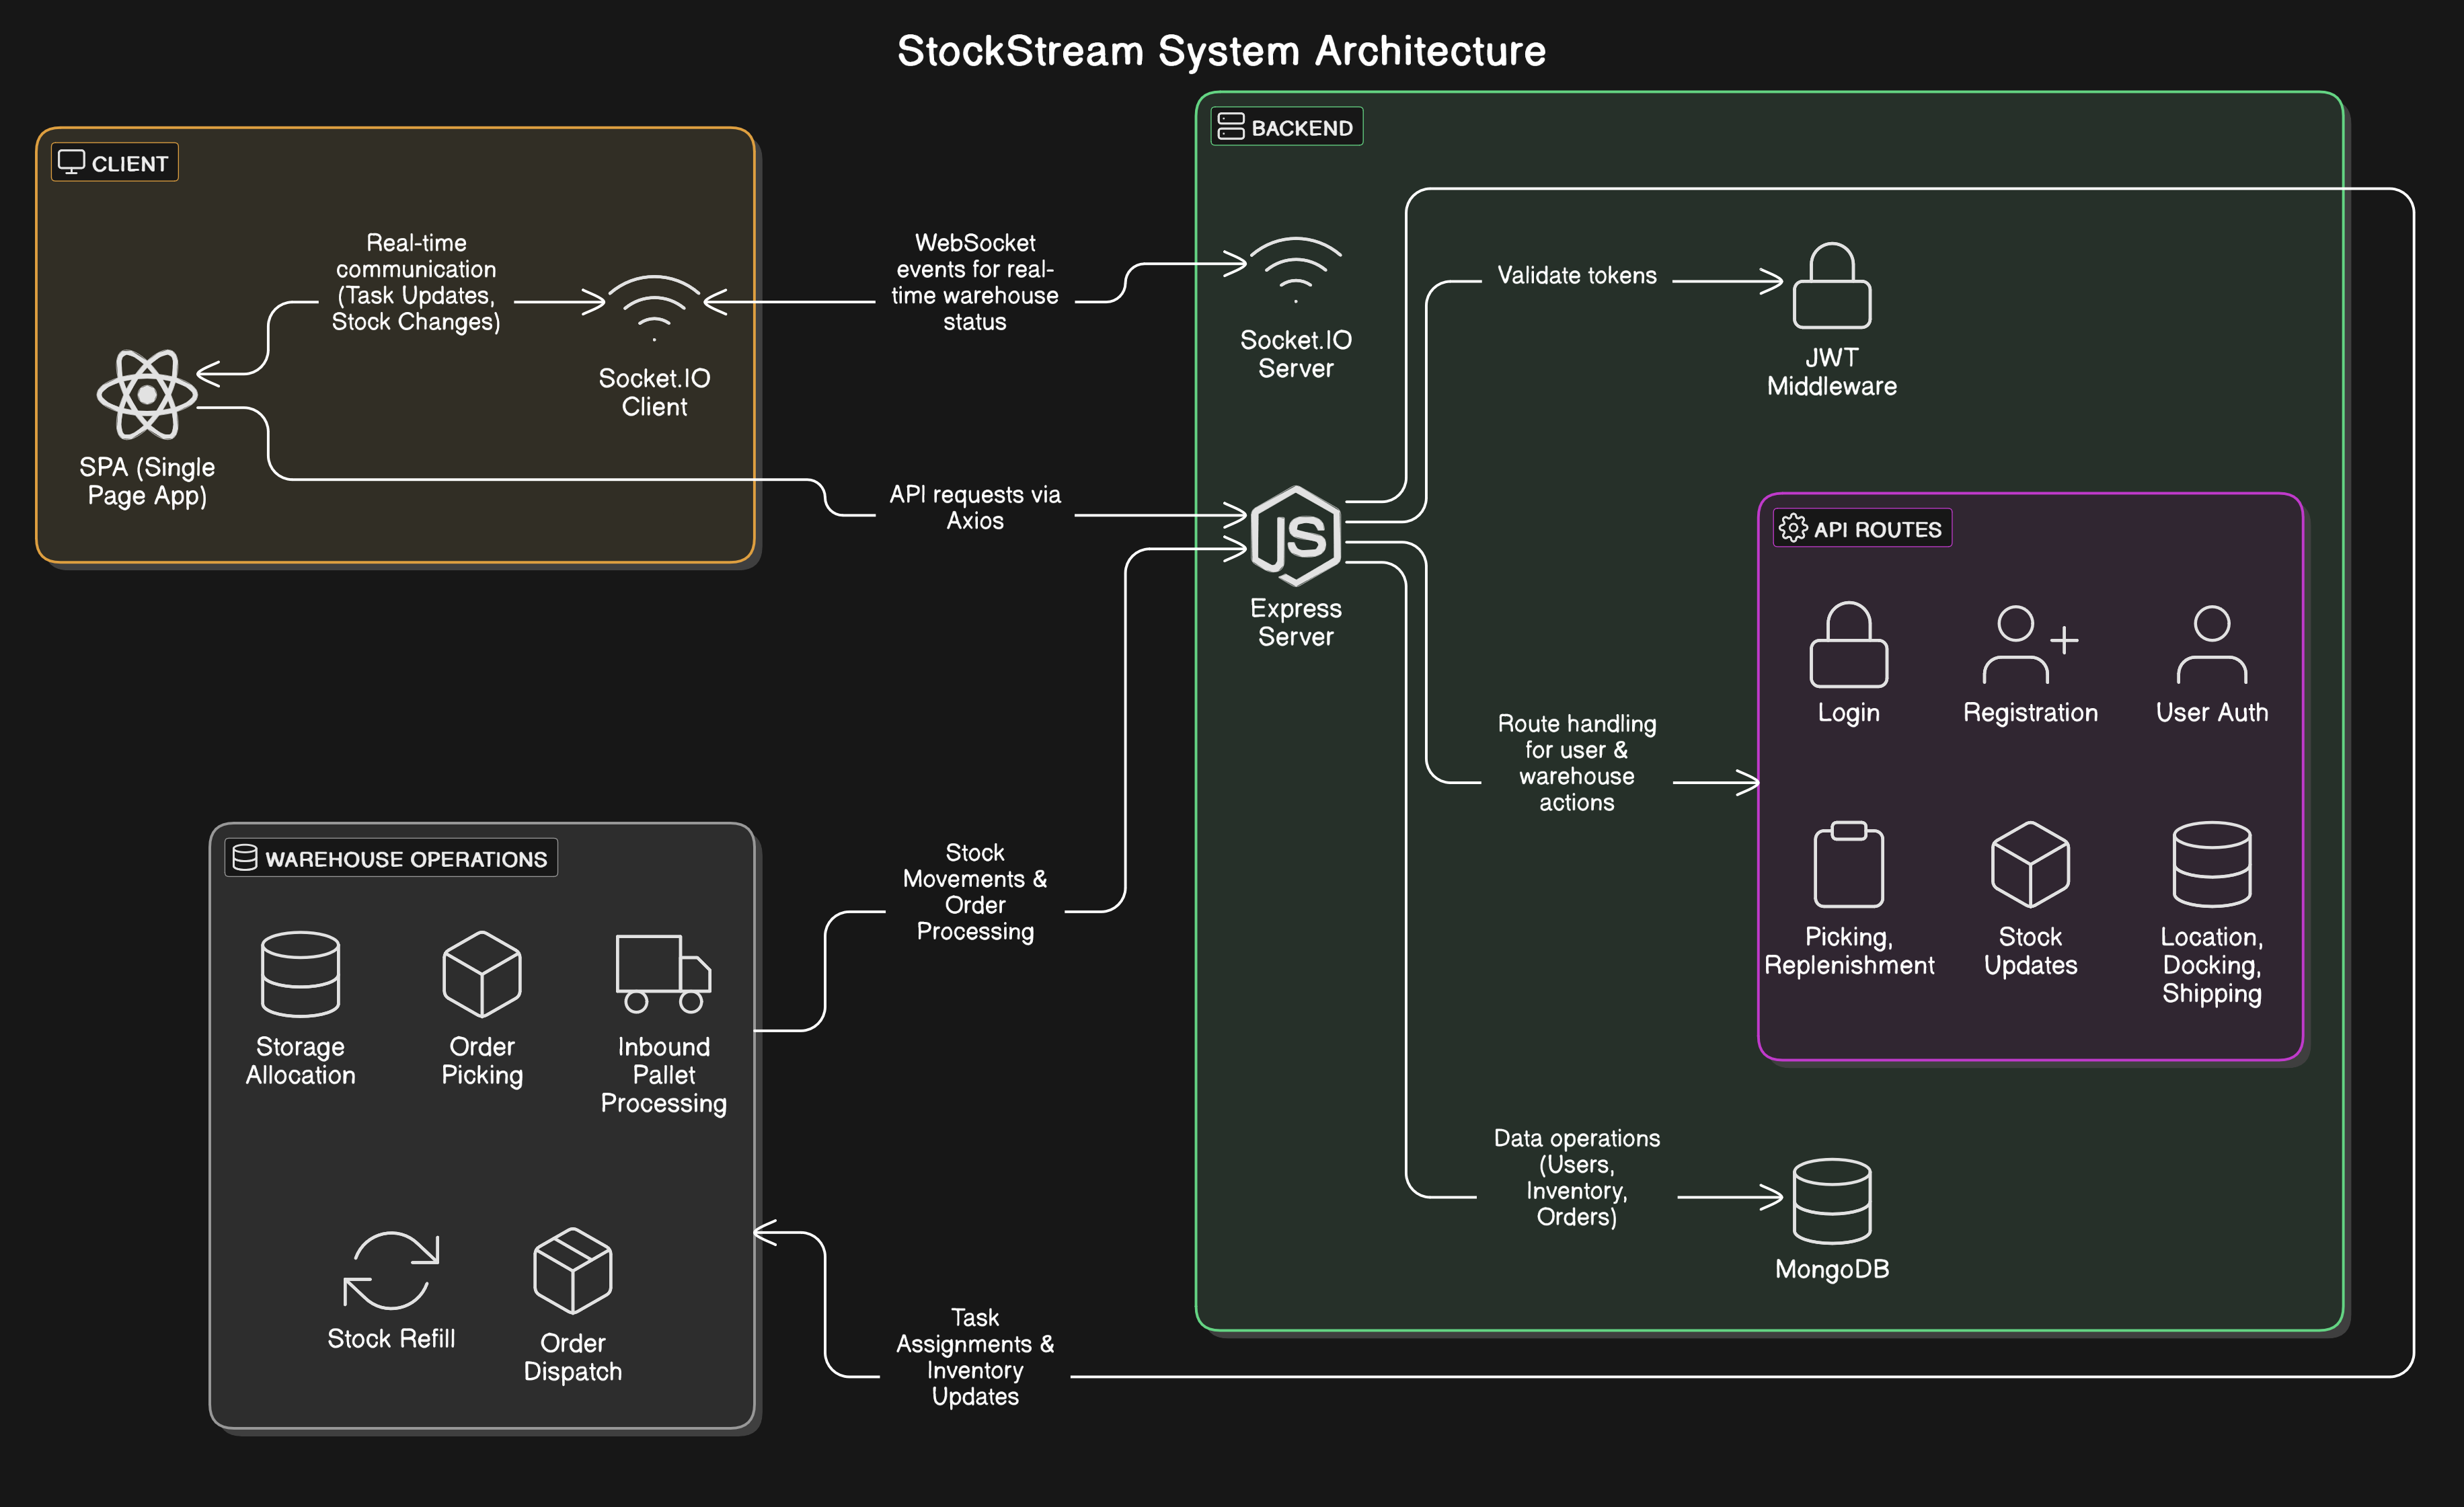 StockStream System Architecture
CLIENT
Real-time
communication
(Task Updates,
Stock Changes)
SPA (Single
Page App)
Socket.IO
Client
WebSocket
events for real-
time warehouse
status
API requests via
Axios
BACKEND
Socket.IO
Server
Validate tokens
JWT
Middleware
JS
Express
Server
Route handling
for user &
warehouse
actions
API ROUTES
Login
Registration
User Auth
Picking,
Replenishment
Stock
Updates
Location,
Docking,
Shipping
Data operations
(Users,
Inventory,
Orders)
MongoDB
WAREHOUSE OPERATIONS
Storage
Allocation
Order
Picking
Inbound
Pallet
Processing
Stock Refill
Order
Dispatch
Stock
Movements &
Order
Processing
Task
Assignments &
Inventory
Updates